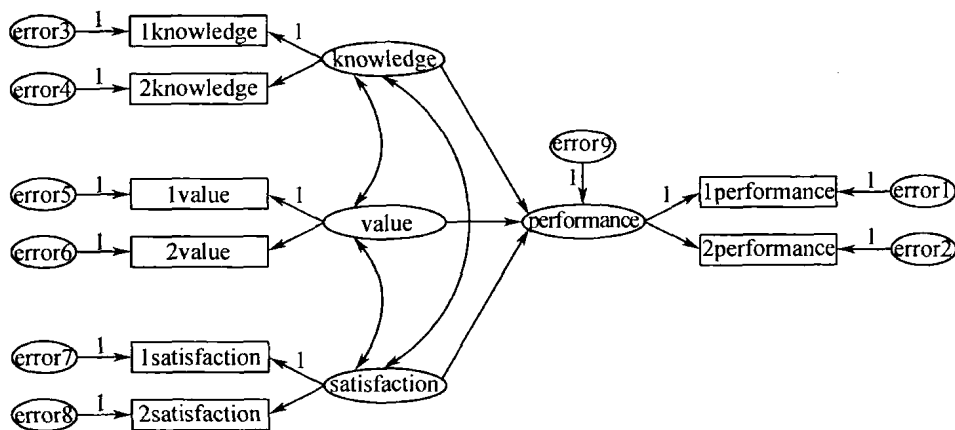 error3
1
1knowledge
1
knowledge
error4
1
2knowledge
error9
1
error5
1
1value
1
value
performance
1
1performance
1
error1
error6
1
2value
2performance
1
error2
error7
1
1satisfaction
1
satisfaction
error8
1
2satisfaction